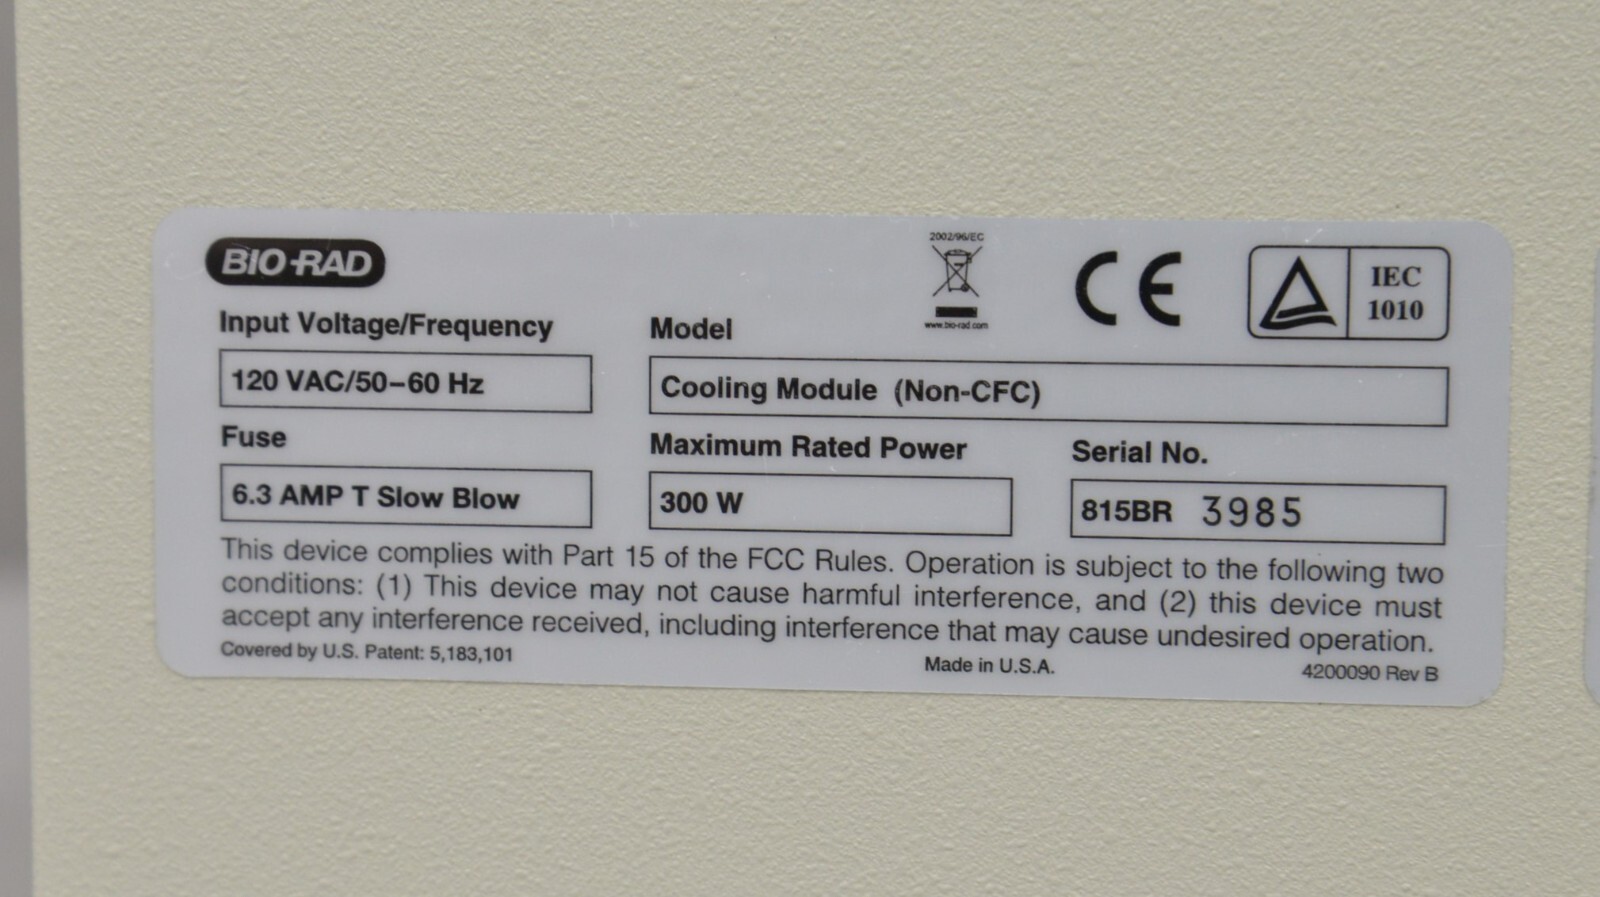 BIO-RAD
2002/96/EC
www.bio-rad.com
IEC
1010
Input Voltage/Frequency
120 VAC/50–60 Hz
Model
Cooling Module (Non-CFC)
Fuse
6.3 AMP T Slow Blow
Maximum Rated Power
300 W
Serial No.
815BR 3985
This device complies with Part 15 of the FCC Rules. Operation is subject to the following two
conditions: (1) This device may not cause harmful interference, and (2) this device must
accept any interference received, including interference that may cause undesired operation.
Covered by U.S. Patent: 5,183,101
Made in U.S.A.
4200090 Rev B